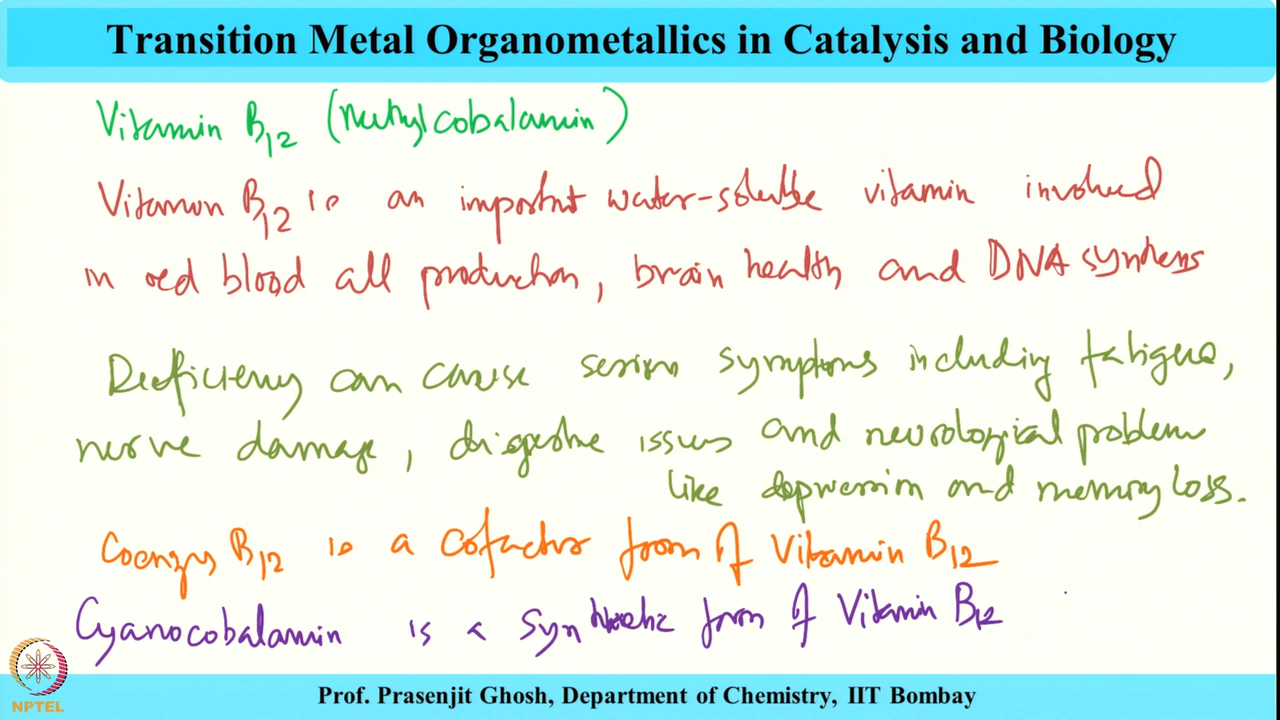 Transition Metal Organometallics in Catalysis and Biology
Vitamin B12 (Methylcobalamin)
Vitamin B12 is an important water-soluble vitamin involved
in red blood cell production, brain health and DNA synthesis
Deficiency can cause serious symptoms including fatigue,
nerve damage, digestive issues and neurological problems
like depression and memory loss.
Coenzyme B12 is a cofactor form of Vitamin B12
Cyanocobalamin is a synthetic form of Vitamin B12
Prof. Prasenjit Ghosh, Department of Chemistry, IIT Bombay
NPTEL